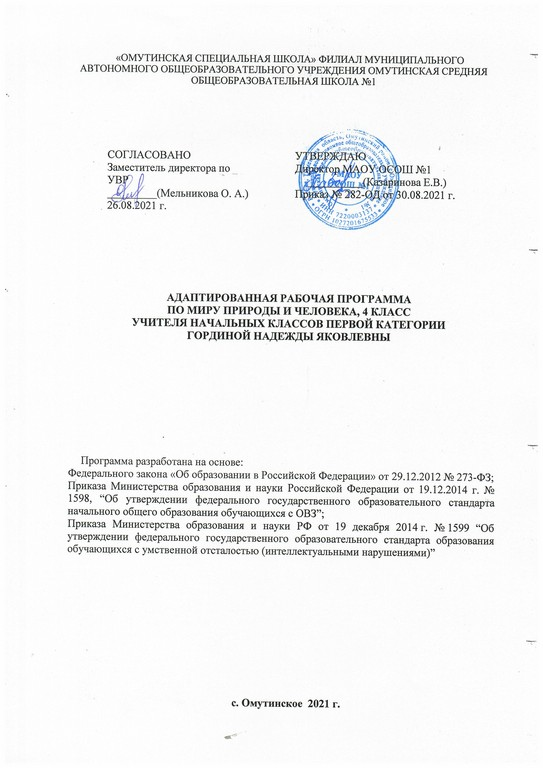 «ОМУТИНСКАЯ СПЕЦИАЛЬНАЯ ШКОЛА» ФИЛИАЛ МУНИЦИПАЛЬНОГО
АВТОНОМНОГО ОБЩЕОБРАЗОВАТЕЛЬНОГО УЧРЕЖДЕНИЯ ОМУТИНСКАЯ СРЕДНЯЯ
ОБЩЕОБРАЗОВАТЕЛЬНАЯ ШКОЛА №1
СОГЛАСОВАНО
Заместитель директора по
УВР
(Мельникова О. А.)
26.08.2021 г.
УТВЕРЖДАЮ
Директор МАОУ ОСОШ №1
(Казаринова Е.В.)
Приказ № 282-ОД от 30.08.2021 г.
АДАПТИРОВАННАЯ РАБОЧАЯ ПРОГРАММА
ПО МИРУ ПРИРОДЫ И ЧЕЛОВЕКА, 4 КЛАСС
УЧИТЕЛЯ НАЧАЛЬНЫХ КЛАССОВ ПЕРВОЙ КАТЕГОРИИ
ГОРДИНОЙ НАДЕЖДЫ ЯКОВЛЕВНЫ
Программа разработана на основе:
Федерального закона «Об образовании в Российской Федерации» от 29.12.2012 № 273-ФЗ;
Приказа Министерства образования и науки Российской Федерации от 19.12.2014 г. №
1598, “Об утверждении федерального государственного образовательного стандарта
начального общего образования обучающихся с ОВЗ”;
Приказа Министерства образования и науки РФ от 19 декабря 2014 г. № 1599 “Об
утверждении федерального государственного образовательного стандарта образования
обучающихся с умственной отсталостью (интеллектуальными нарушениями)”
с. Омутинское 2021 г.